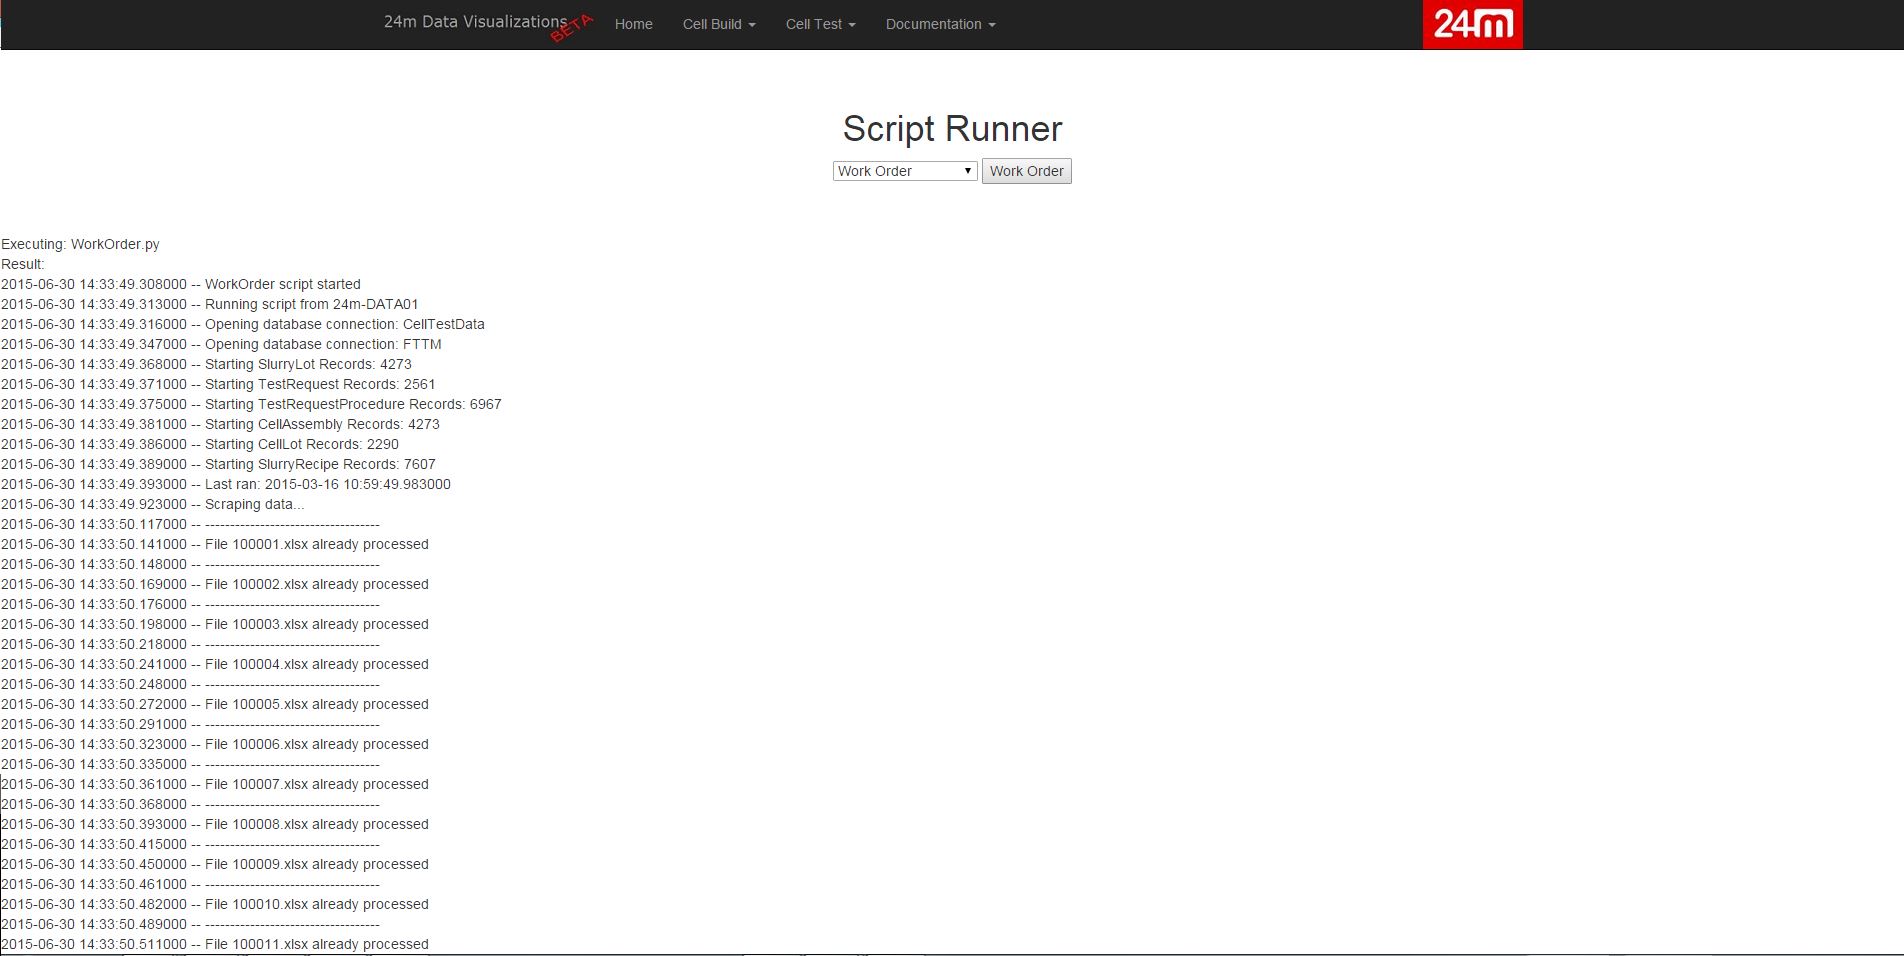 24m Data Visualizations BETA Home Cell Build Cell Test Documentation 24m
Script Runner
Work Order Work Order
Executing: WorkOrder.py
Result:
2015-06-30 14:33:49.308000 -- WorkOrder script started
2015-06-30 14:33:49.313000 -- Running script from 24m-DATA01
2015-06-30 14:33:49.316000 -- Opening database connection: CellTestData
2015-06-30 14:33:49.347000 -- Opening database connection: FTTM
2015-06-30 14:33:49.368000 -- Starting SlurryLot Records: 4273
2015-06-30 14:33:49.371000 -- Starting TestRequest Records: 2561
2015-06-30 14:33:49.375000 -- Starting TestRequestProcedure Records: 6967
2015-06-30 14:33:49.381000 -- Starting CellAssembly Records: 4273
2015-06-30 14:33:49.386000 -- Starting CellLot Records: 2290
2015-06-30 14:33:49.389000 -- Starting SlurryRecipe Records: 7607
2015-06-30 14:33:49.393000 -- Last ran: 2015-03-16 10:59:49.983000
2015-06-30 14:33:49.923000 -- Scraping data...
2015-06-30 14:33:50.117000 -- -----------------------------------
2015-06-30 14:33:50.141000 -- File 100001.xlsx already processed
2015-06-30 14:33:50.148000 -- -----------------------------------
2015-06-30 14:33:50.169000 -- File 100002.xlsx already processed
2015-06-30 14:33:50.176000 -- -----------------------------------
2015-06-30 14:33:50.198000 -- File 100003.xlsx already processed
2015-06-30 14:33:50.218000 -- -----------------------------------
2015-06-30 14:33:50.241000 -- File 100004.xlsx already processed
2015-06-30 14:33:50.248000 -- -----------------------------------
2015-06-30 14:33:50.272000 -- File 100005.xlsx already processed
2015-06-30 14:33:50.291000 -- -----------------------------------
2015-06-30 14:33:50.323000 -- File 100006.xlsx already processed
2015-06-30 14:33:50.335000 -- -----------------------------------
2015-06-30 14:33:50.361000 -- File 100007.xlsx already processed
2015-06-30 14:33:50.368000 -- -----------------------------------
2015-06-30 14:33:50.393000 -- File 100008.xlsx already processed
2015-06-30 14:33:50.415000 -- -----------------------------------
2015-06-30 14:33:50.450000 -- File 100009.xlsx already processed
2015-06-30 14:33:50.461000 -- -----------------------------------
2015-06-30 14:33:50.482000 -- File 100010.xlsx already processed
2015-06-30 14:33:50.489000 -- -----------------------------------
2015-06-30 14:33:50.511000 -- File 100011.xlsx already processed